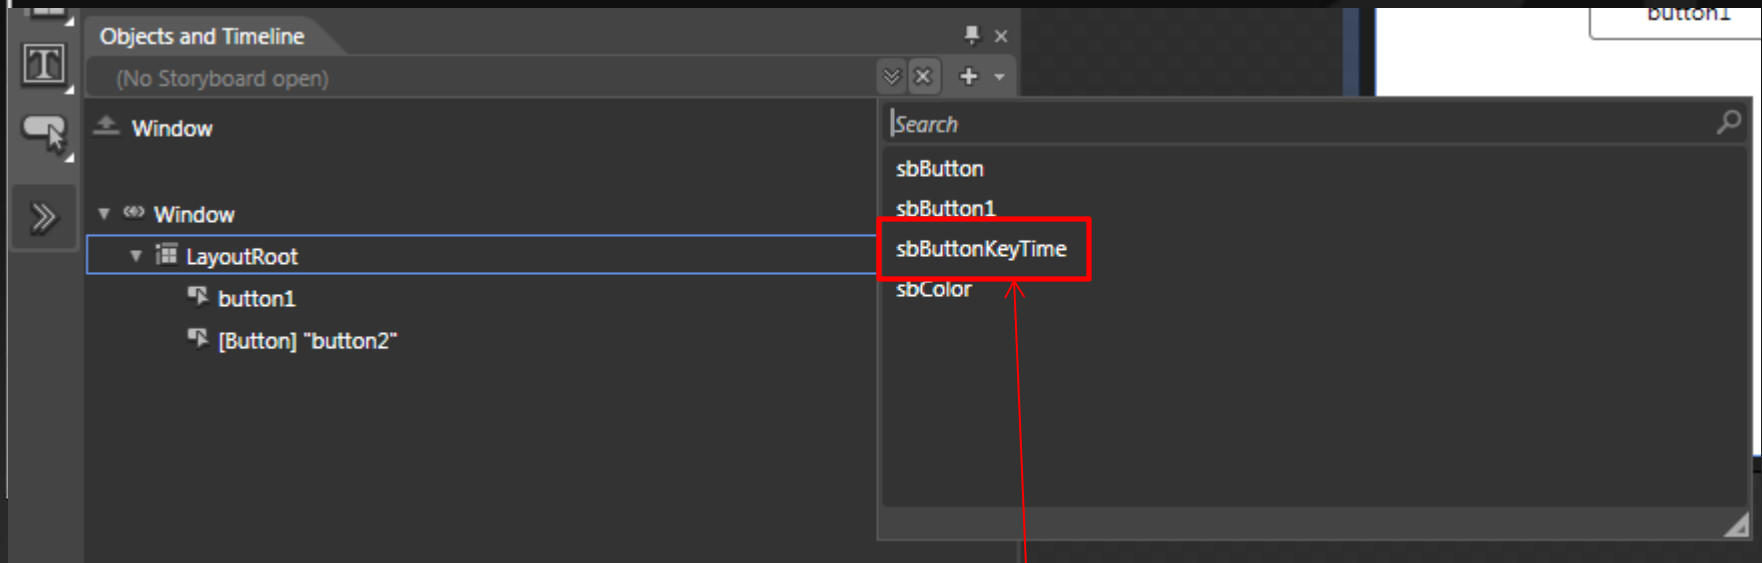 button1
Objects and Timeline
(No Storyboard open)
Window
Search
sbButton
Window
sbButton1
LayoutRoot
sbButtonKeyTime
button1
sbColor
[Button] "button2"